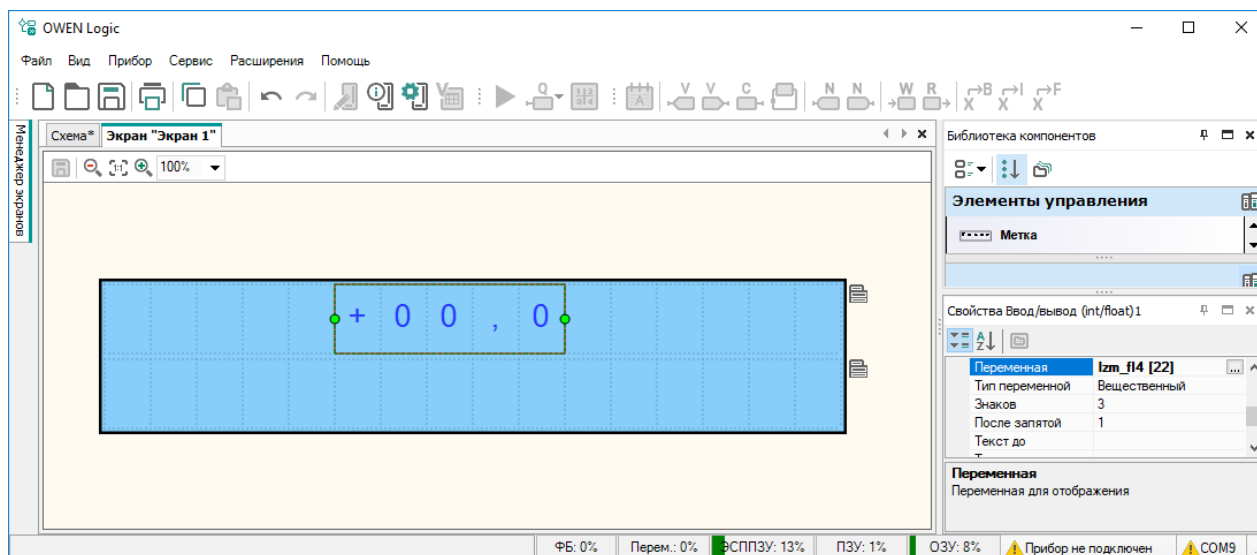 OWEN Logic
Файл Вид Прибор Сервис Расширения Помощь
Менеджер экранов
Схема* Экран "Экран 1"
100%
+ 0 0 , 0
Библиотека компонентов
Элементы управления
Метка
Свойства Ввод/вывод (int/float)1
Переменная Izm_fl4 [22] ...
Тип переменной Вещественный
Знаков 3
После запятой 1
Текст до
Переменная
Переменная для отображения
ФБ: 0% Перем.: 0% ЭСППЗУ: 13% ПЗУ: 1% ОЗУ: 8% Прибор не подключен COM9